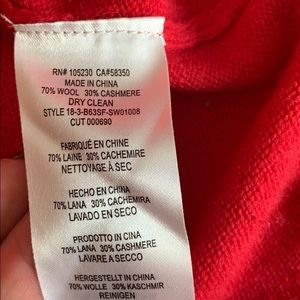 RN# 105230 CA#58350
MADE IN CHINA
70% WOOL 30% CASHMERE
DRY CLEAN
STYLE 18-3-B63SF-SW01008
CUT 000690
FABRIQUÉ EN CHINE
70% LAINE 30% CACHEMIRE
NETTOYAGE À SEC
HECHO EN CHINA
70% LANA 30% CACHEMIRA
LAVADO EN SECO
PRODOTTO IN CINA
70% LANA 30% CASHMERE
LAVARE A SECCO
HERGESTELLT IN CHINA
70% WOLLE 30% KASCHMIR
REINIGEN